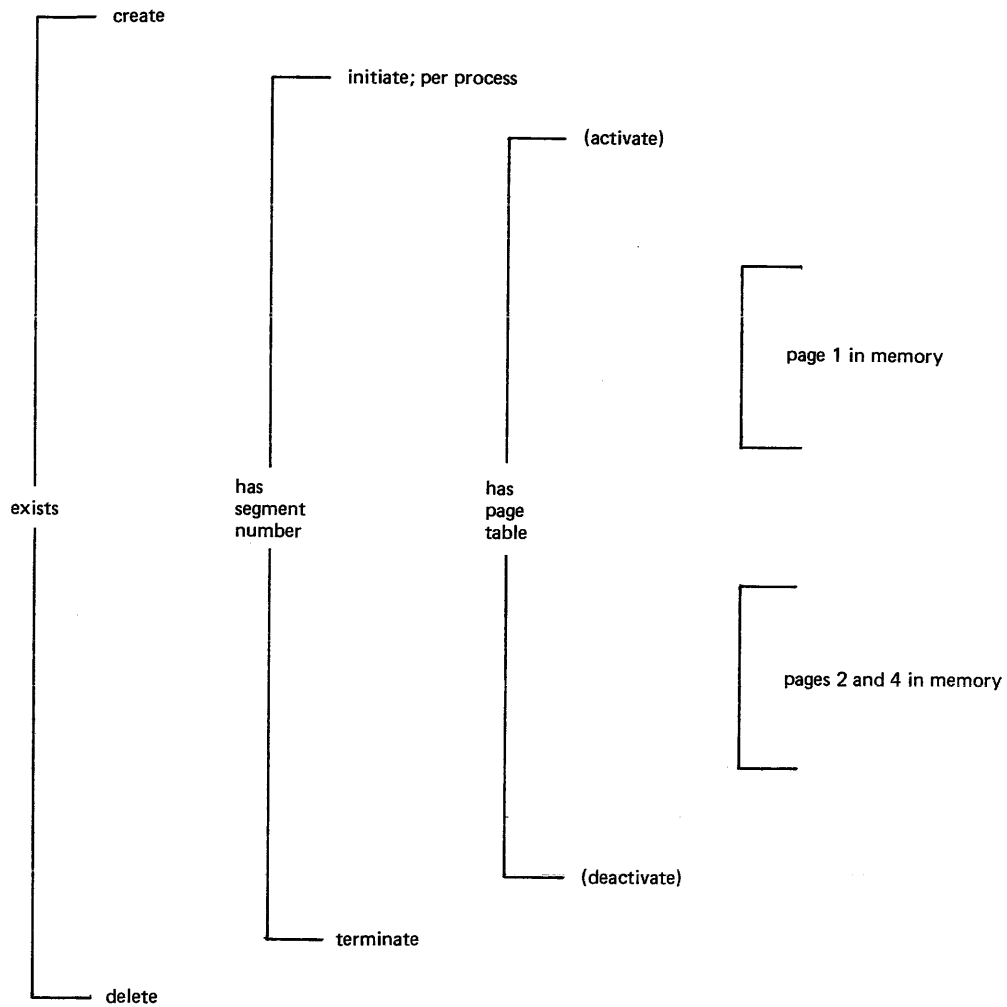 create
initiate; per process
(activate)
page 1 in memory
exists
has
segment
number
has
page
table
pages 2 and 4 in memory
(deactivate)
terminate
delete